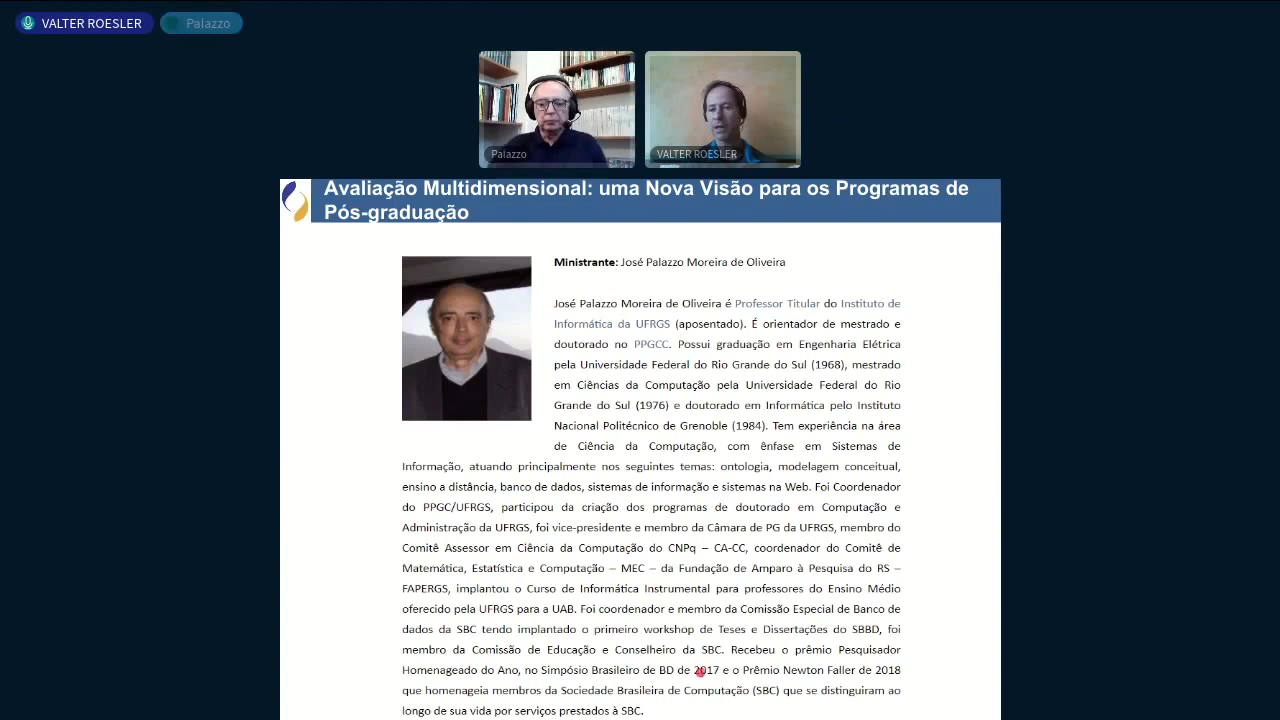 VALTER ROESLER
Palazzo
Palazzo
VALTER ROESLER
Avaliação Multidimensional: uma Nova Visão para os Programas de
Pós-graduação
Ministrante: José Palazzo Moreira de Oliveira
José Palazzo Moreira de Oliveira é Professor Titular do Instituto de
Informática da UFRGS (aposentado). É orientador de mestrado e
doutorado no PPGCC. Possui graduação em Engenharia Elétrica
pela Universidade Federal do Rio Grande do Sul (1968), mestrado
em Ciências da Computação pela Universidade Federal do Rio
Grande do Sul (1976) e doutorado em Informática pelo Instituto
Nacional Politécnico de Grenoble (1984). Tem experiência na área
de Ciência da Computação, com ênfase em Sistemas de
Informação, atuando principalmente nos seguintes temas: ontologia, modelagem conceitual,
ensino a distância, banco de dados, sistemas de informação e sistemas na Web. Foi Coordenador
do PPGC/UFRGS, participou da criação dos programas de doutorado em Computação e
Administração da UFRGS, foi vice-presidente e membro da Câmara de PG da UFRGS, membro do
Comitê Assessor em Ciência da Computação do CNPq – CA-CC, coordenador do Comitê de
Matemática, Estatística e Computação – MEC – da Fundação de Amparo à Pesquisa do RS –
FAPERGS, implantou o Curso de Informática Instrumental para professores do Ensino Médio
oferecido pela UFRGS para a UAB. Foi coordenador e membro da Comissão Especial de Banco de
dados da SBC tendo implantado o primeiro workshop de Teses e Dissertações do SBBD, foi
membro da Comissão de Educação e Conselheiro da SBC. Recebeu o prêmio Pesquisador
Homenageado do Ano, no Simpósio Brasileiro de BD de 2017 e o Prêmio Newton Faller de 2018
que homenageia membros da Sociedade Brasileira de Computação (SBC) que se distinguiram ao
longo de sua vida por serviços prestados à SBC.